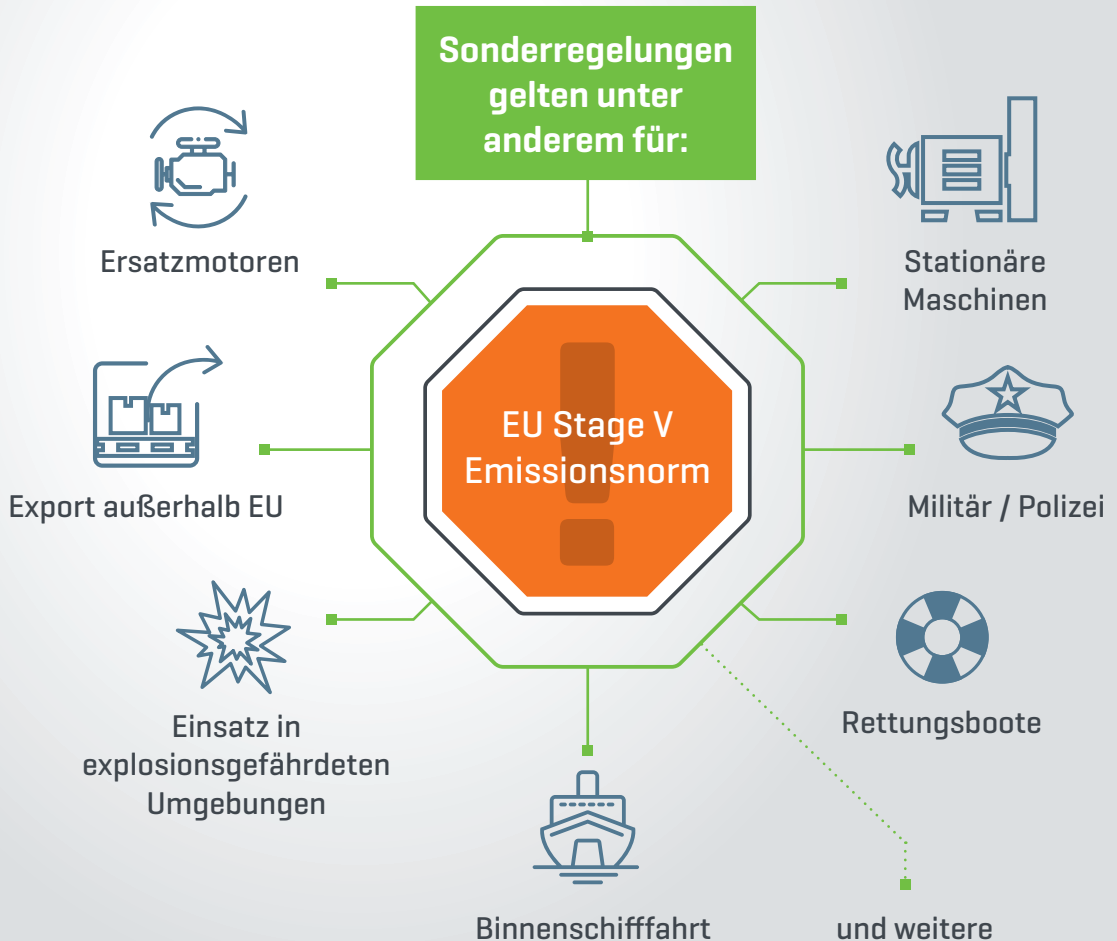 Sonderregelungen
gelten unter
anderem für:
Ersatzmotoren
Stationäre
Maschinen
EU Stage V
Emissionsnorm
Export außerhalb EU
Militär / Polizei
Einsatz in
explosionsgefährdeten
Umgebungen
Rettungsboote
Binnenschifffahrt
und weitere